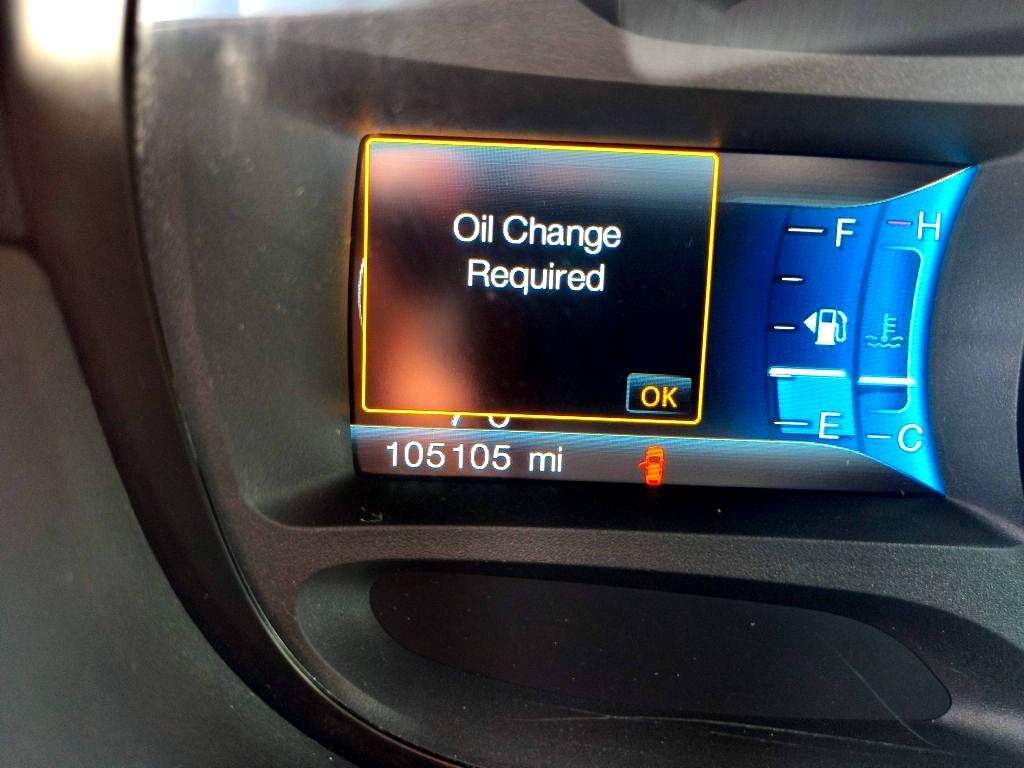 Oil Change
Required
OK
105105 mi
F
E
H
C